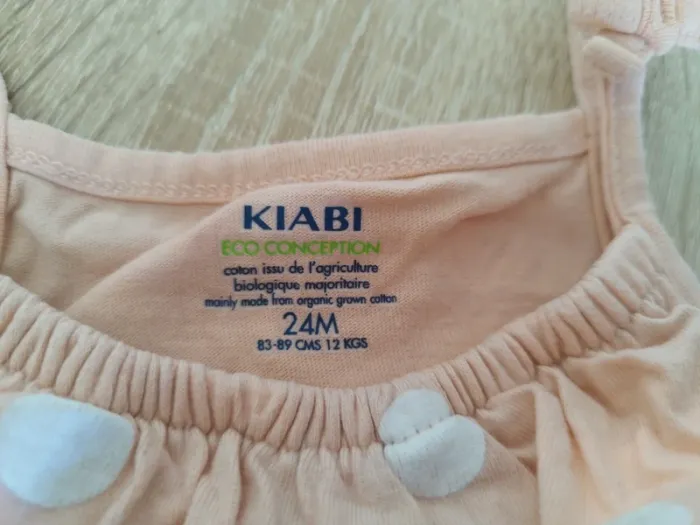 KIABI
ECO CONCEPTION
coton issu de l'agriculture
biologique majoritaire
mainly made from organic grown cotton
24M
83-89 CMS 12 KGS